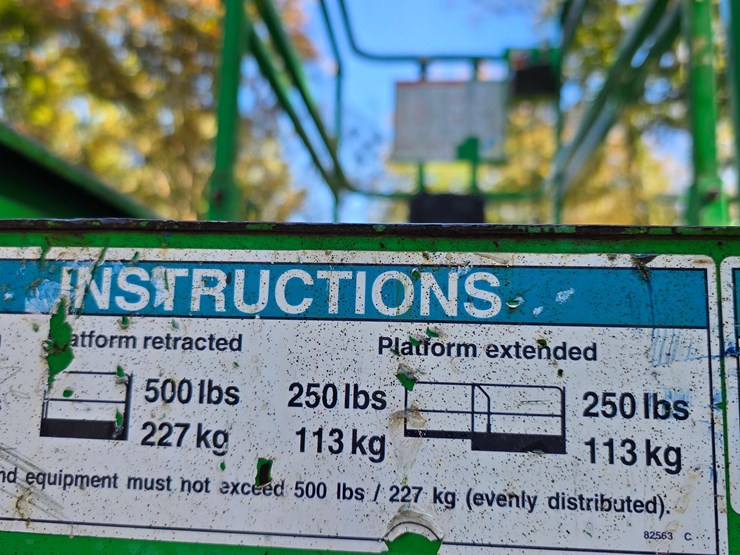 INSTRUCTIONS
atform retracted
Platform extended
500 lbs 250 lbs 250 lbs
227 kg 113 kg 113 kg
nd equipment must not exceed 500 lbs / 227 kg (evenly distributed).
82563 C